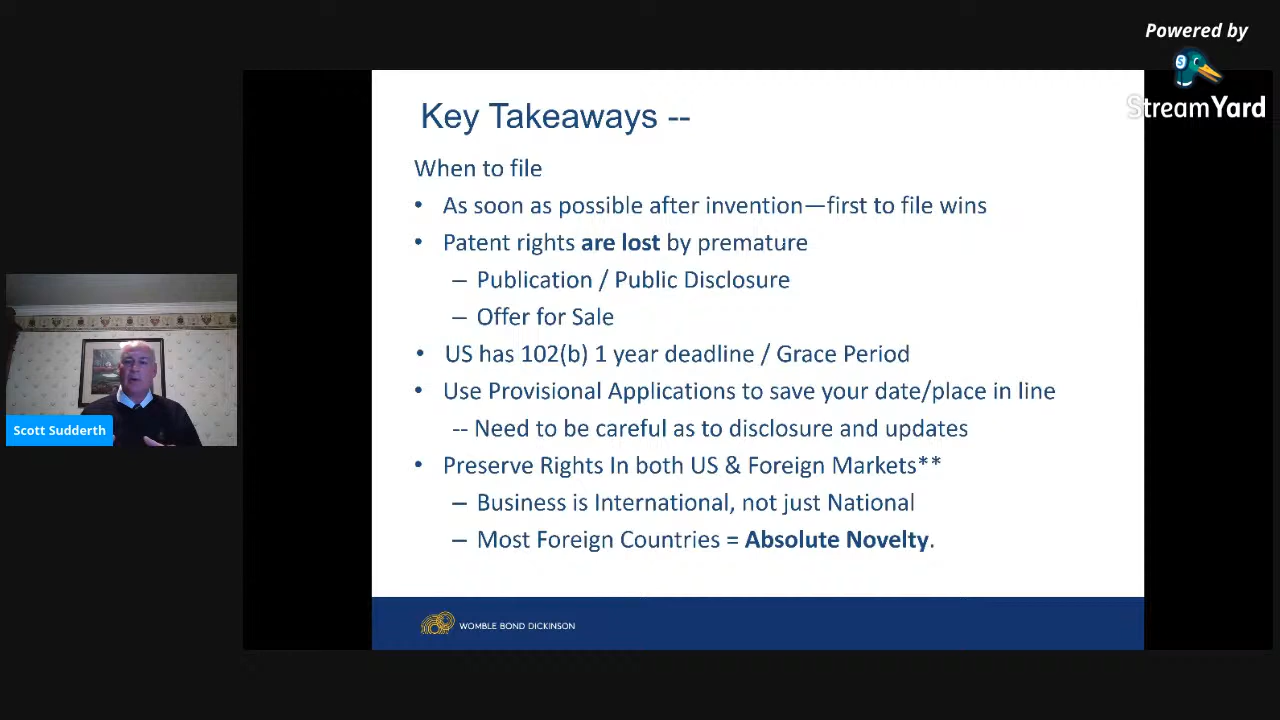 Powered by
StreamYard
Key Takeaways --
When to file
• As soon as possible after invention—first to file wins
• Patent rights are lost by premature
– Publication / Public Disclosure
– Offer for Sale
• US has 102(b) 1 year deadline / Grace Period
• Use Provisional Applications to save your date/place in line
-- Need to be careful as to disclosure and updates
• Preserve Rights In both US & Foreign Markets**
– Business is International, not just National
– Most Foreign Countries = Absolute Novelty.
Scott Sudderth
WOMBLE BOND DICKINSON